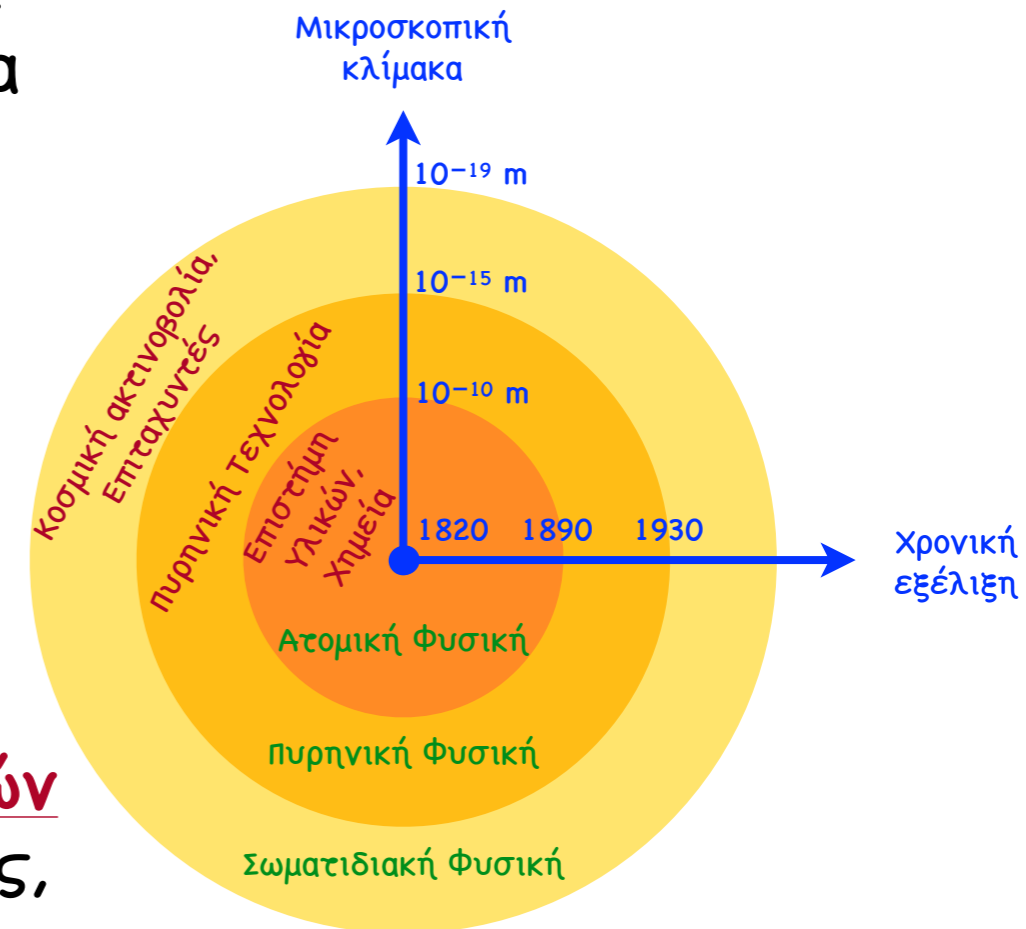 α
Μικροσκοπική
κλίμακα
10⁻¹⁹ m
10⁻¹⁵ m
10⁻¹⁰ m
Κοσμική ακτινοβολία,
Επιταχυντές
Πυρηνική τεχνολογία
Επιστήμη
Υλικών,
Χημεία
1820 1890 1930
Χρονική
εξέλιξη
Ατομική Φυσική
Πυρηνική Φυσική
Σωματιδιακή Φυσική
ών
ς,